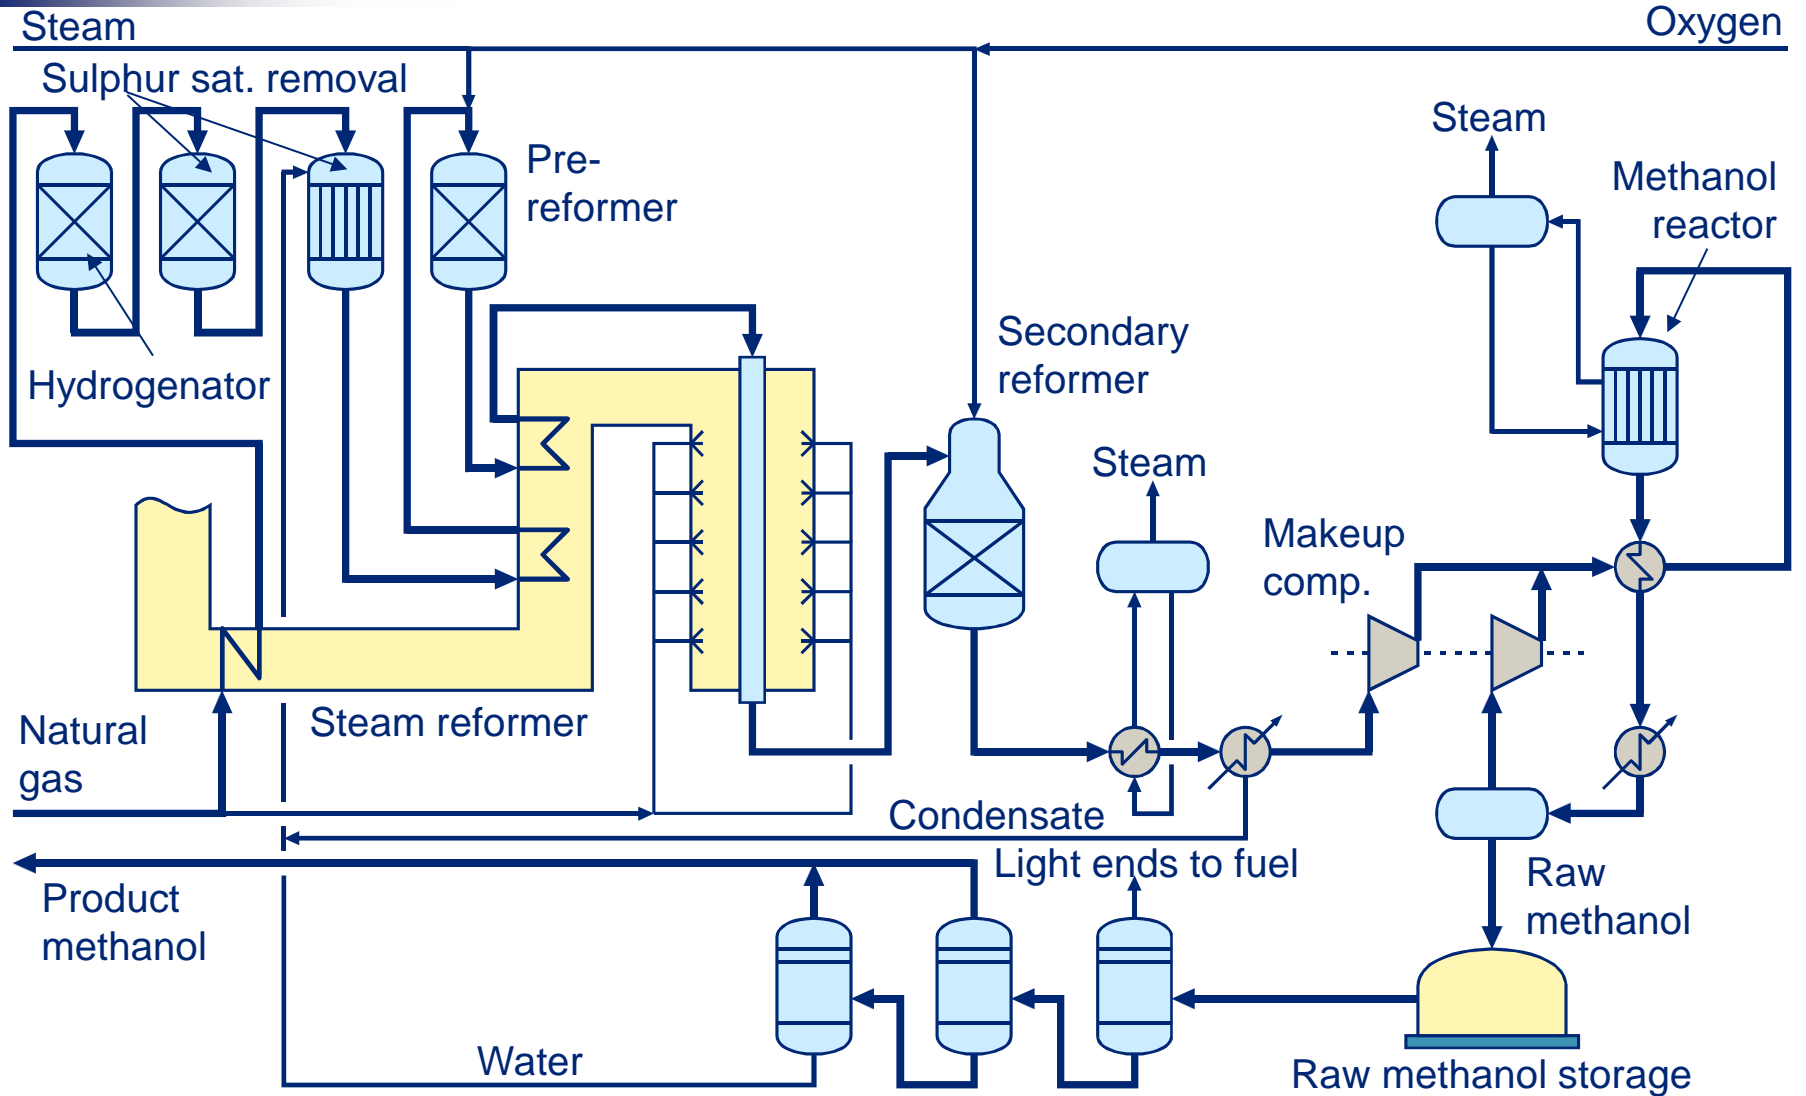 Steam
Oxygen
Sulphur sat. removal
Steam
Pre-
reformer
Methanol
reactor
Hydrogenator
Secondary
reformer
Steam
Makeup
comp.
Natural
gas
Steam reformer
Condensate
Light ends to fuel
Product
methanol
Raw
methanol
Water
Raw methanol storage